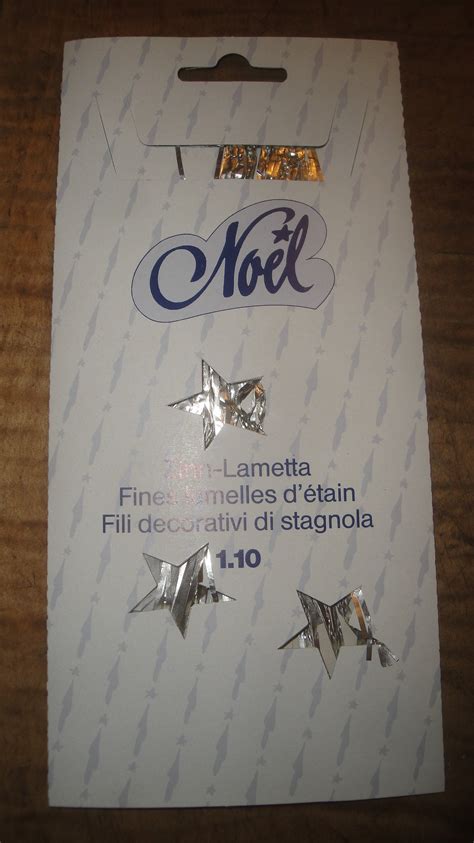 Noël
Zinn-Lametta
Fines lamelles d'étain
Fili decorativi di stagnola
1.10